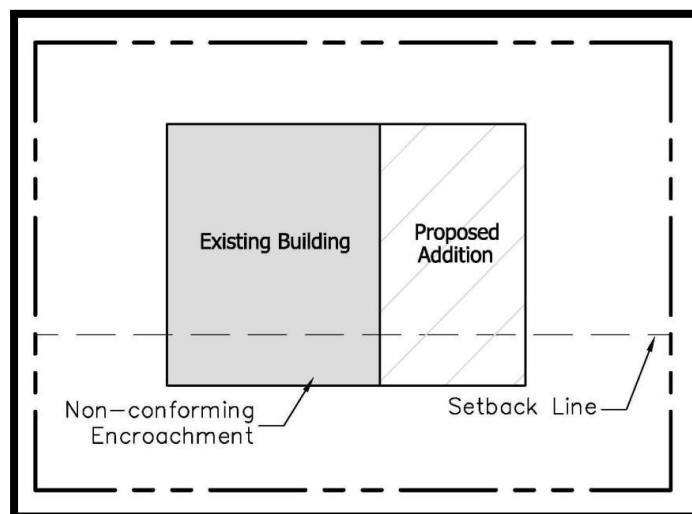 Existing Building
Proposed
Addition
Non-conforming
Encroachment
Setback Line